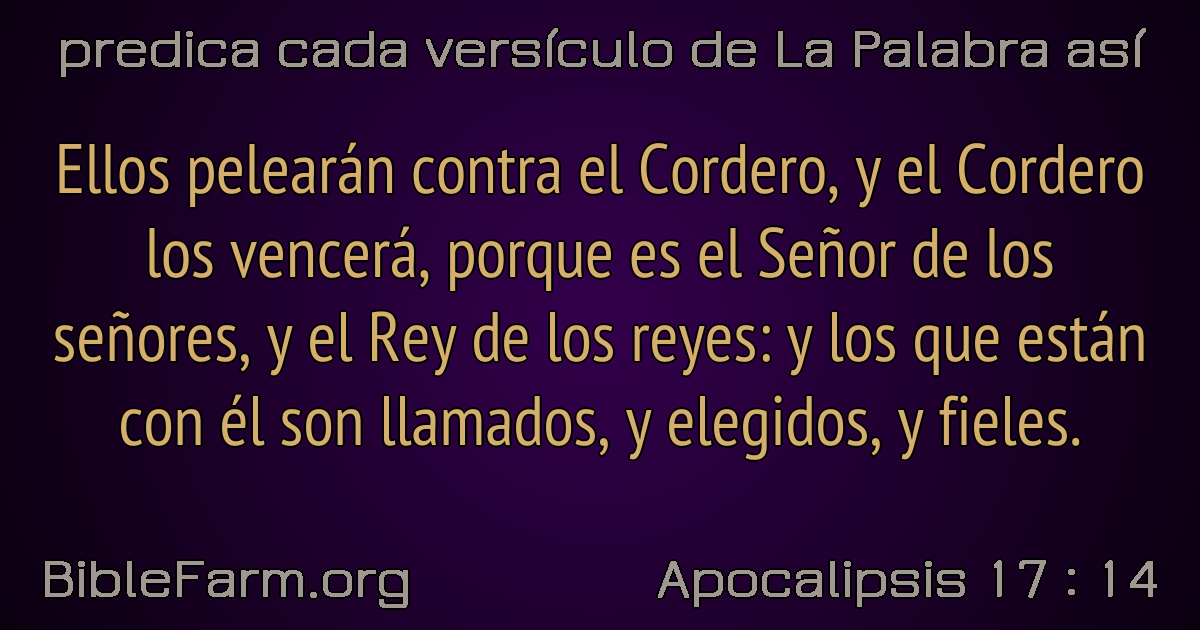 predica cada versículo de La Palabra así
Ellos pelearán contra el Cordero, y el Cordero
los vencerá, porque es el Señor de los
señores, y el Rey de los reyes: y los que están
con él son llamados, y elegidos, y fieles.
BibleFarm.org
Apocalipsis 17 : 14